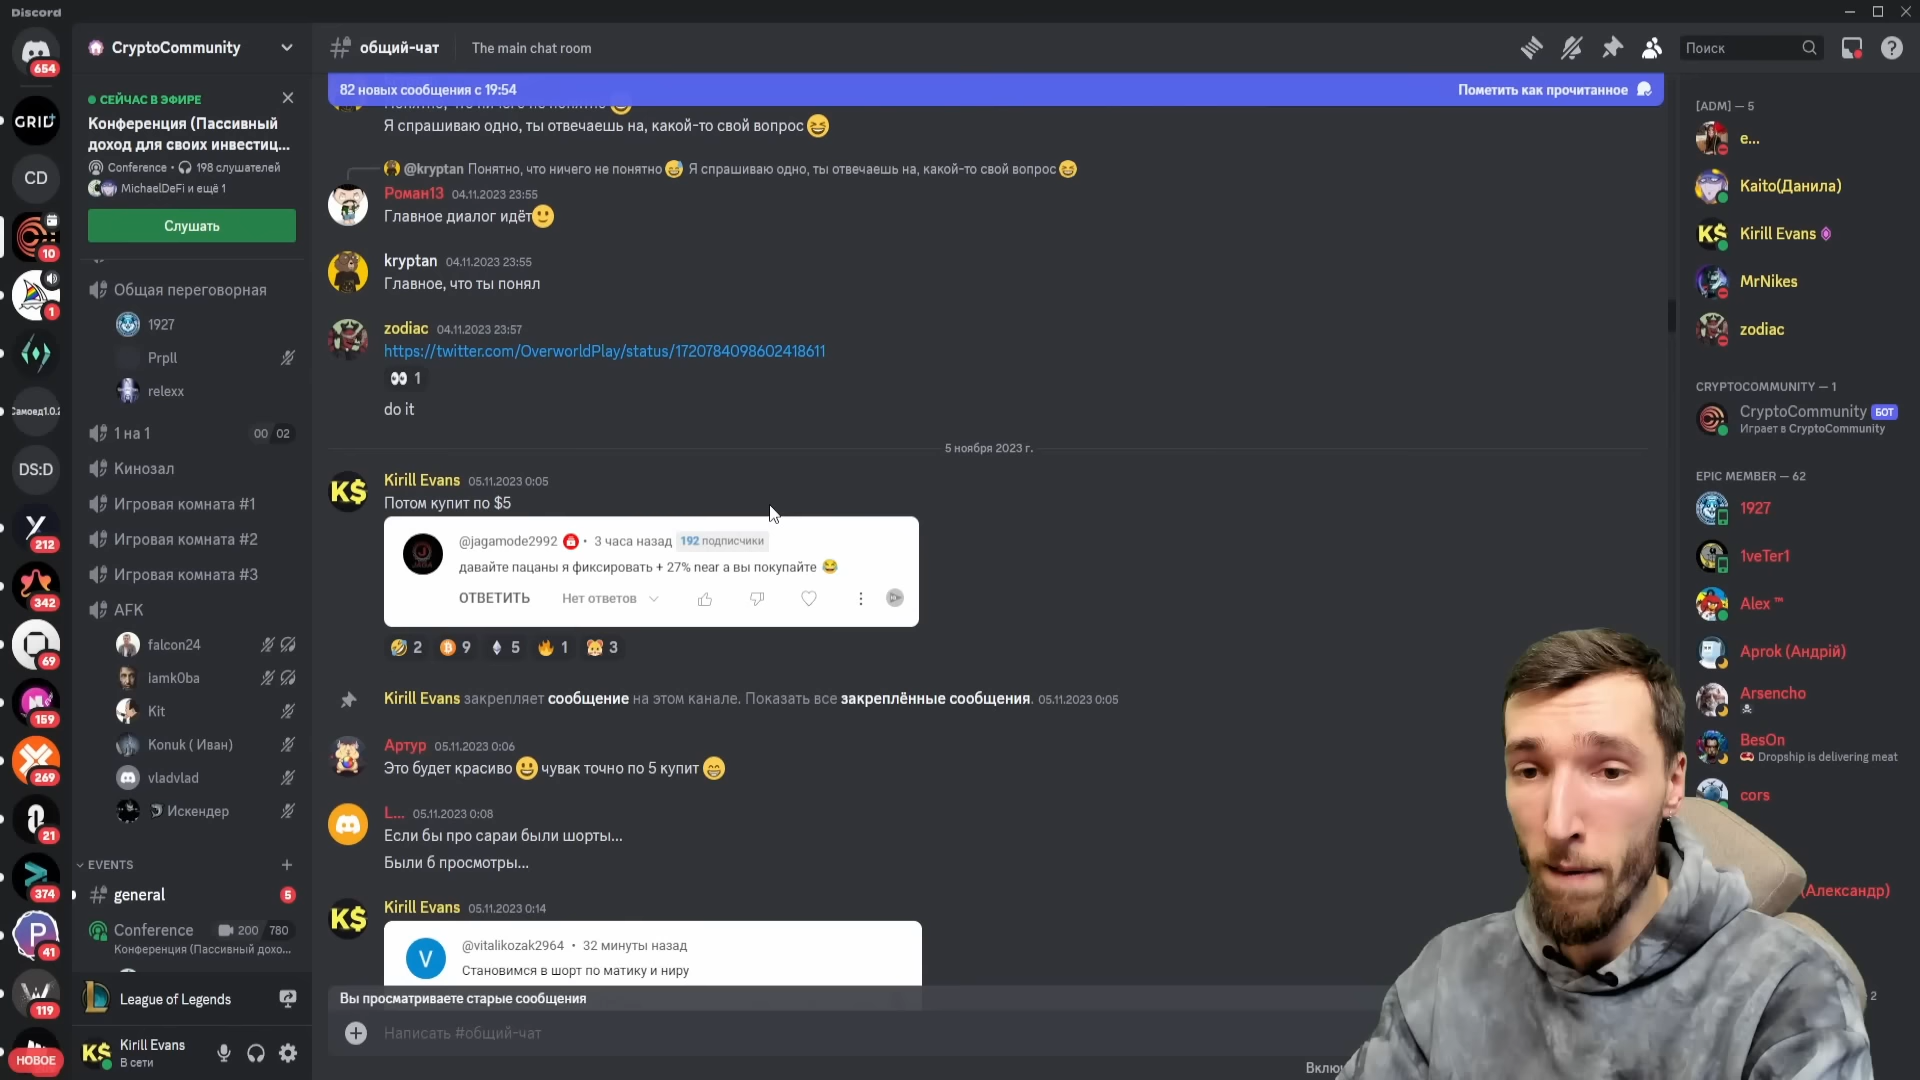 Discord
654
GRID+
CD
10
1
DS:D
212
342
69
159
269
21
374
P
41
119
НОВОЕ
CryptoCommunity
СЕЙЧАС В ЭФИРЕ
Конференция (Пассивный
доход для своих инвестиц...
Conference • 198 слушателей
MichaelDeFi и ещё 1
Слушать
Общая переговорная
1927
Prpll
relexx
1 на 1 00 02
Кинозал
Игровая комната #1
Игровая комната #2
Игровая комната #3
AFK
falcon24
iamk0ba
Kit
Konuk ( Иван)
vladvlad
Искендер
EVENTS
general 5
Conference 200 780
Конференция (Пассивный дохо...
League of Legends
Kirill Evans
В сети
общий-чат The main chat room
Поиск
82 новых сообщения с 19:54 Пометить как прочитанное
Я спрашиваю одно, ты отвечаешь на, какой-то свой вопрос 😆
@kryptan Понятно, что ничего не понятно 😅 Я спрашиваю одно, ты отвечаешь на, какой-то свой вопрос 😆
Роман13 04.11.2023 23:55
Главное диалог идёт🙂
kryptan 04.11.2023 23:55
Главное, что ты понял
zodiac 04.11.2023 23:57
https://twitter.com/OverworldPlay/status/1720784098602418611
👀 1
do it
5 ноября 2023 г.
K$ Kirill Evans 05.11.2023 0:05
Потом купит по $5
@jagamode2992 • 3 часа назад 192 подписчики
давайте пацаны я фиксировать + 27% near а вы покупайте 😂
ОТВЕТИТЬ Нет ответов
🤣 2 9 5 🔥 1 🐹 3
Kirill Evans закрепляет сообщение на этом канале. Показать все закреплённые сообщения. 05.11.2023 0:05
Артур 05.11.2023 0:06
Это будет красиво 😃 чувак точно по 5 купит 😁
L... 05.11.2023 0:08
Если бы про сараи были шорты...
Были б просмотры...
K$ Kirill Evans 05.11.2023 0:14
V @vitalikozak2964 • 32 минуты назад
Становимся в шорт по матику и ниру
Вы просматриваете старые сообщения
Написать #общий-чат
[ADM] — 5
e...
Kaito(Данила)
K$ Kirill Evans
MrNikes
zodiac
CRYPTOCOMMUNITY — 1
CryptoCommunity БОТ
Играет в CryptoCommunity
EPIC MEMBER — 62
1927
1veTer1
Alex ™
Aprok (Андрій)
Arsencho
☠
BesOn
Dropship is delivering meat
cors
(Александр)
2